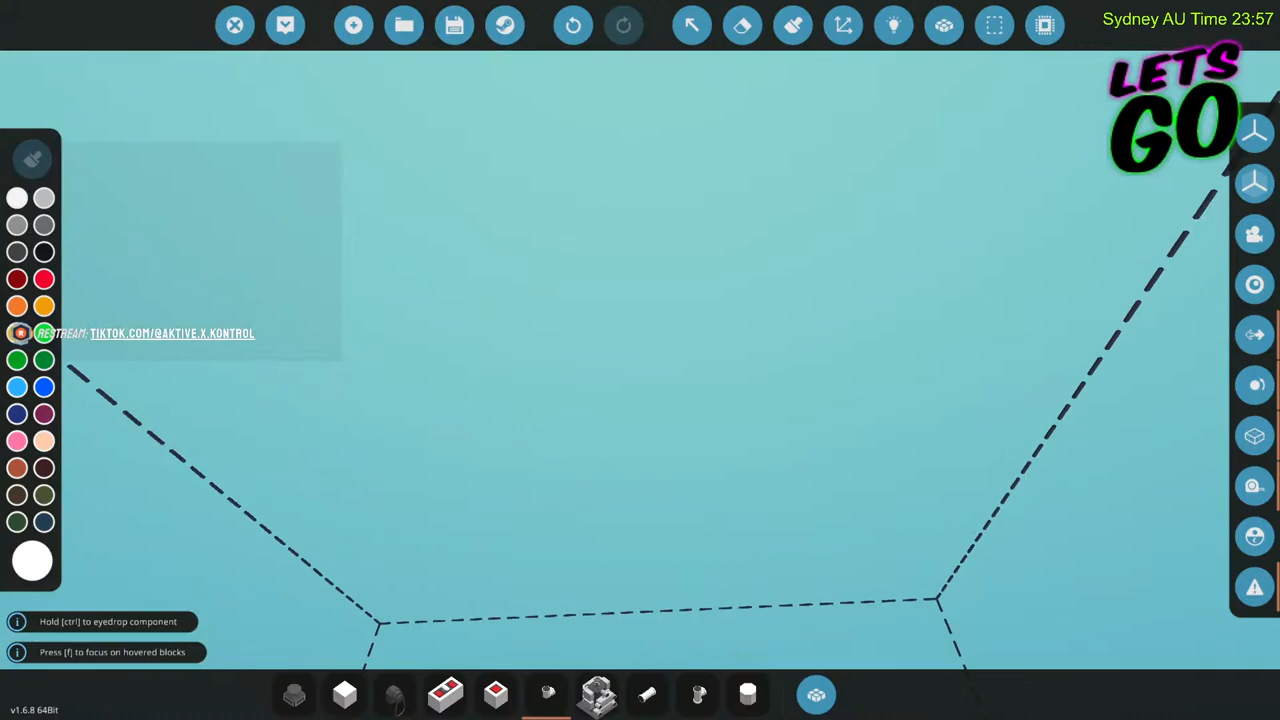 Sydney AU Time 23:57
LETS
GO
RESTREAM: TIKTOK.COM/@AKTIVE.X.KONTROL
Hold [ctrl] to eyedrop component
Press [f] to focus on hovered blocks
v1.6.8 64Bit